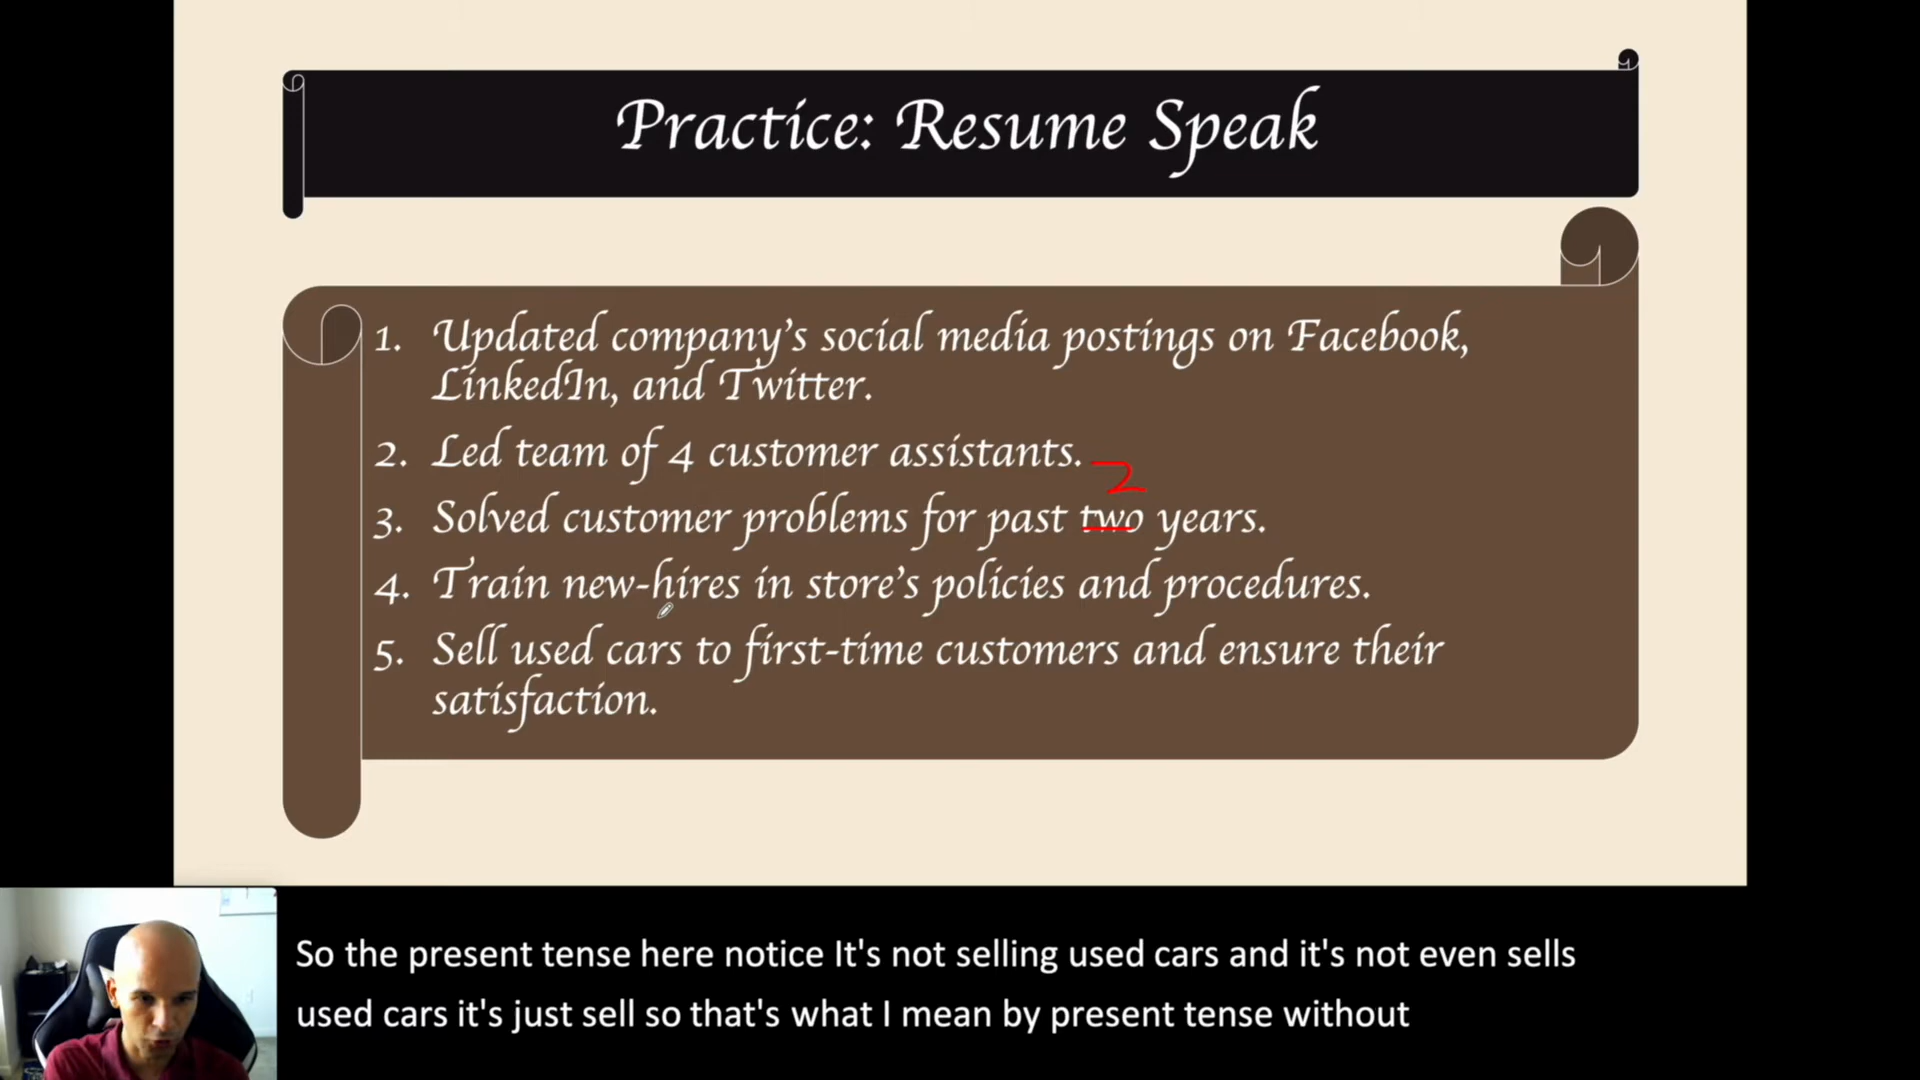 Practice: Resume Speak
1. Updated company's social media postings on Facebook,
LinkedIn, and Twitter.
2. Led team of 4 customer assistants.
2
3. Solved customer problems for past two years.
4. Train new-hires in store's policies and procedures.
5. Sell used cars to first-time customers and ensure their
satisfaction.
So the present tense here notice It's not selling used cars and it's not even sells
used cars it's just sell so that's what I mean by present tense without